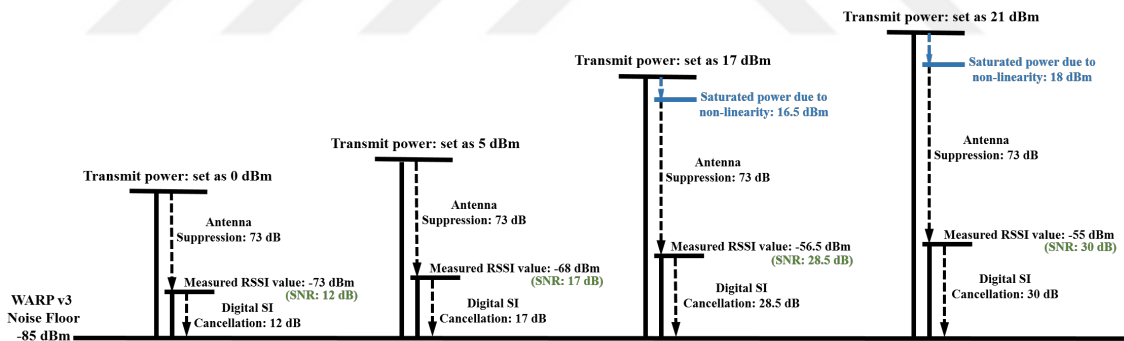 Transmit power: set as 0 dBm
Antenna
Suppression: 73 dB
Measured RSSI value: -73 dBm
(SNR: 12 dB)
Digital SI
Cancellation: 12 dB
Transmit power: set as 5 dBm
Antenna
Suppression: 73 dB
Measured RSSI value: -68 dBm
(SNR: 17 dB)
Digital SI
Cancellation: 17 dB
Transmit power: set as 17 dBm
Saturated power due to
non-linearity: 16.5 dBm
Antenna
Suppression: 73 dB
Measured RSSI value: -56.5 dBm
(SNR: 28.5 dB)
Digital SI
Cancellation: 28.5 dB
Transmit power: set as 21 dBm
Saturated power due to
non-linearity: 18 dBm
Antenna
Suppression: 73 dB
Measured RSSI value: -55 dBm
(SNR: 30 dB)
Digital SI
Cancellation: 30 dB
WARP v3
Noise Floor
-85 dBm